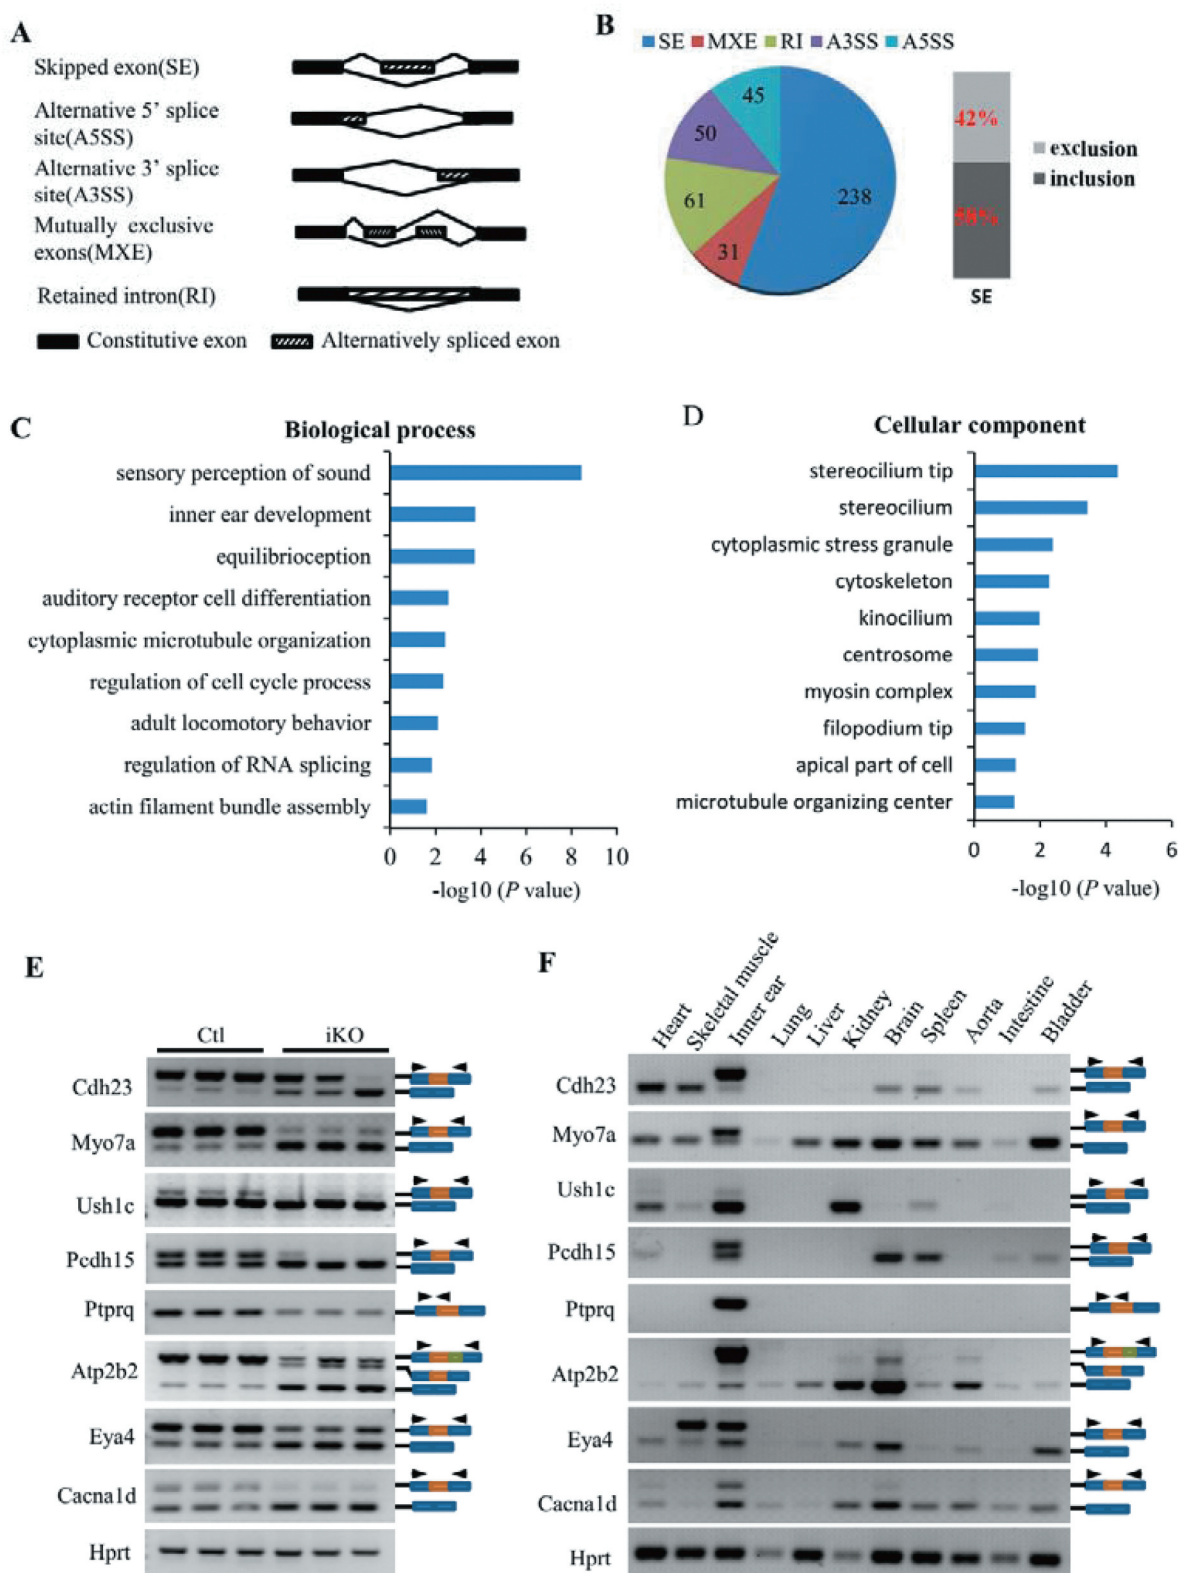 A
Skipped exon(SE)
Alternative 5' splice
site(A5SS)
Alternative 3' splice
site(A3SS)
Mutually exclusive
exons(MXE)
Retained intron(RI)
Constitutive exon
Alternatively spliced exon
B
SE MXE RI A3SS A5SS
45
50
61
31
238
42%
58%
exclusion
inclusion
SE
C
Biological process
sensory perception of sound
inner ear development
equilibrioception
auditory receptor cell differentiation
cytoplasmic microtubule organization
regulation of cell cycle process
adult locomotory behavior
regulation of RNA splicing
actin filament bundle assembly
0 2 4 6 8 10
-log10 (P value)
D
Cellular component
stereocilium tip
stereocilium
cytoplasmic stress granule
cytoskeleton
kinocilium
centrosome
myosin complex
filopodium tip
apical part of cell
microtubule organizing center
0 2 4 6
-log10 (P value)
E
Ctl iKO
Cdh23
Myo7a
Ush1c
Pcdh15
Ptprq
Atp2b2
Eya4
Cacna1d
Hprt
F
Heart
Skeletal muscle
Inner ear
Lung
Liver
Kidney
Brain
Spleen
Aorta
Intestine
Bladder
Cdh23
Myo7a
Ush1c
Pcdh15
Ptprq
Atp2b2
Eya4
Cacna1d
Hprt